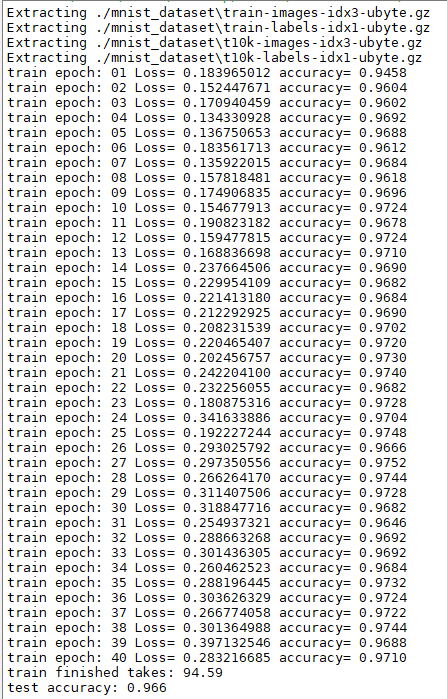 Extracting ./mnist_dataset\train-images-idx3-ubyte.gz
Extracting ./mnist_dataset\train-labels-idx1-ubyte.gz
Extracting ./mnist_dataset\t10k-images-idx3-ubyte.gz
Extracting ./mnist_dataset\t10k-labels-idx1-ubyte.gz
train epoch: 01 Loss= 0.183965012 accuracy= 0.9458
train epoch: 02 Loss= 0.152447671 accuracy= 0.9604
train epoch: 03 Loss= 0.170940459 accuracy= 0.9602
train epoch: 04 Loss= 0.134330928 accuracy= 0.9692
train epoch: 05 Loss= 0.136750653 accuracy= 0.9688
train epoch: 06 Loss= 0.183561713 accuracy= 0.9612
train epoch: 07 Loss= 0.135922015 accuracy= 0.9684
train epoch: 08 Loss= 0.157818481 accuracy= 0.9618
train epoch: 09 Loss= 0.174906835 accuracy= 0.9696
train epoch: 10 Loss= 0.154677913 accuracy= 0.9724
train epoch: 11 Loss= 0.190823182 accuracy= 0.9678
train epoch: 12 Loss= 0.159477815 accuracy= 0.9724
train epoch: 13 Loss= 0.168836698 accuracy= 0.9710
train epoch: 14 Loss= 0.237664506 accuracy= 0.9690
train epoch: 15 Loss= 0.229954109 accuracy= 0.9682
train epoch: 16 Loss= 0.221413180 accuracy= 0.9684
train epoch: 17 Loss= 0.212292925 accuracy= 0.9690
train epoch: 18 Loss= 0.208231539 accuracy= 0.9702
train epoch: 19 Loss= 0.220465407 accuracy= 0.9720
train epoch: 20 Loss= 0.202456757 accuracy= 0.9730
train epoch: 21 Loss= 0.242204100 accuracy= 0.9740
train epoch: 22 Loss= 0.232256055 accuracy= 0.9682
train epoch: 23 Loss= 0.180875316 accuracy= 0.9728
train epoch: 24 Loss= 0.341633886 accuracy= 0.9704
train epoch: 25 Loss= 0.192227244 accuracy= 0.9748
train epoch: 26 Loss= 0.293025792 accuracy= 0.9666
train epoch: 27 Loss= 0.297350556 accuracy= 0.9752
train epoch: 28 Loss= 0.266264170 accuracy= 0.9744
train epoch: 29 Loss= 0.311407506 accuracy= 0.9728
train epoch: 30 Loss= 0.318847716 accuracy= 0.9682
train epoch: 31 Loss= 0.254937321 accuracy= 0.9646
train epoch: 32 Loss= 0.288663268 accuracy= 0.9692
train epoch: 33 Loss= 0.301436305 accuracy= 0.9692
train epoch: 34 Loss= 0.260462523 accuracy= 0.9684
train epoch: 35 Loss= 0.288196445 accuracy= 0.9732
train epoch: 36 Loss= 0.303626329 accuracy= 0.9724
train epoch: 37 Loss= 0.266774058 accuracy= 0.9722
train epoch: 38 Loss= 0.301364988 accuracy= 0.9744
train epoch: 39 Loss= 0.397132546 accuracy= 0.9688
train epoch: 40 Loss= 0.283216685 accuracy= 0.9710
train finished takes: 94.59
test accuracy: 0.966